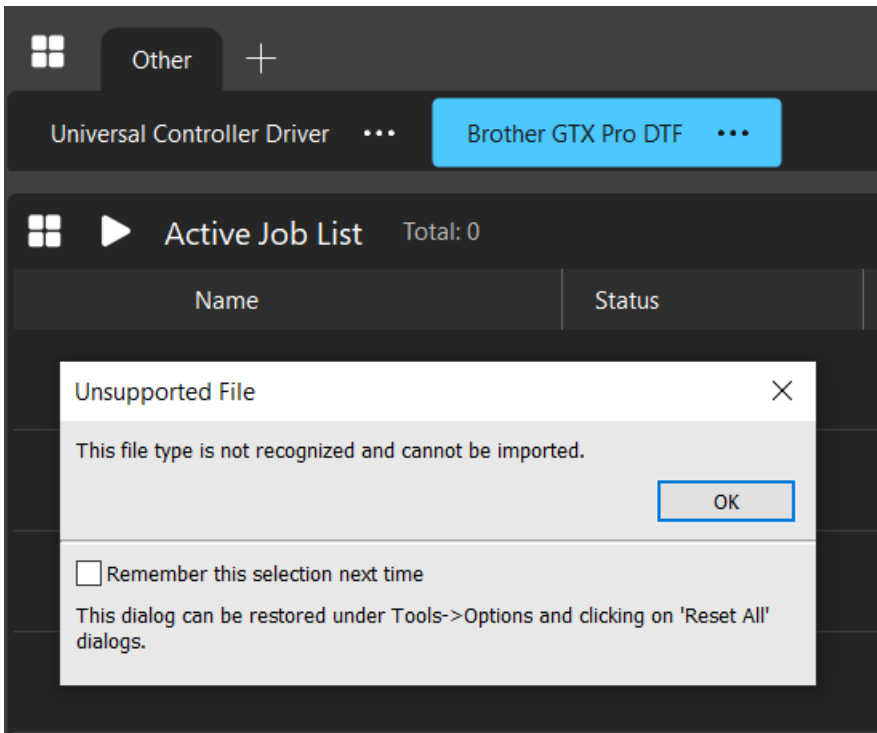 Other
Universal Controller Driver
Brother GTX Pro DTF
Active Job List Total: 0
Name Status
Unsupported File
This file type is not recognized and cannot be imported.
OK
Remember this selection next time
This dialog can be restored under Tools->Options and clicking on 'Reset All'
dialogs.